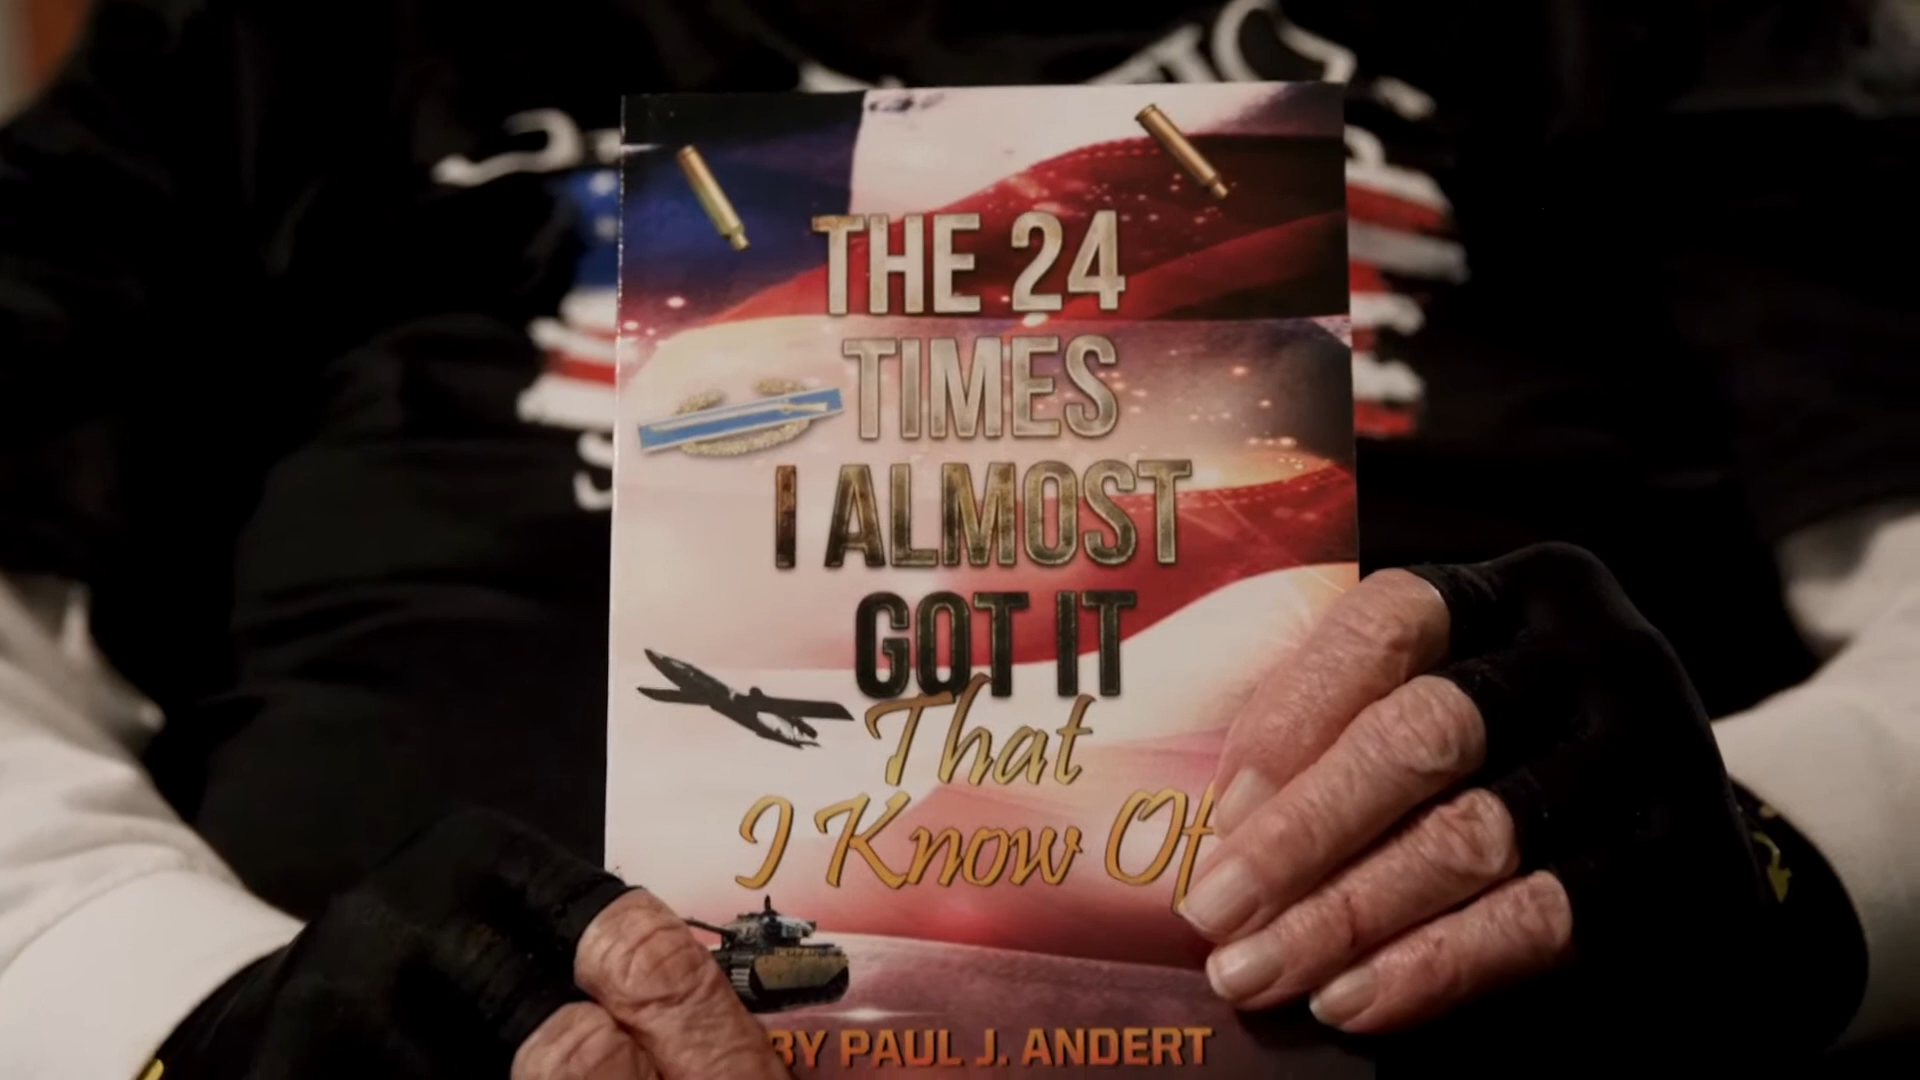 THE 24
TIMES
I ALMOST
GOT IT
That
I Know Of
BY PAUL J. ANDERT